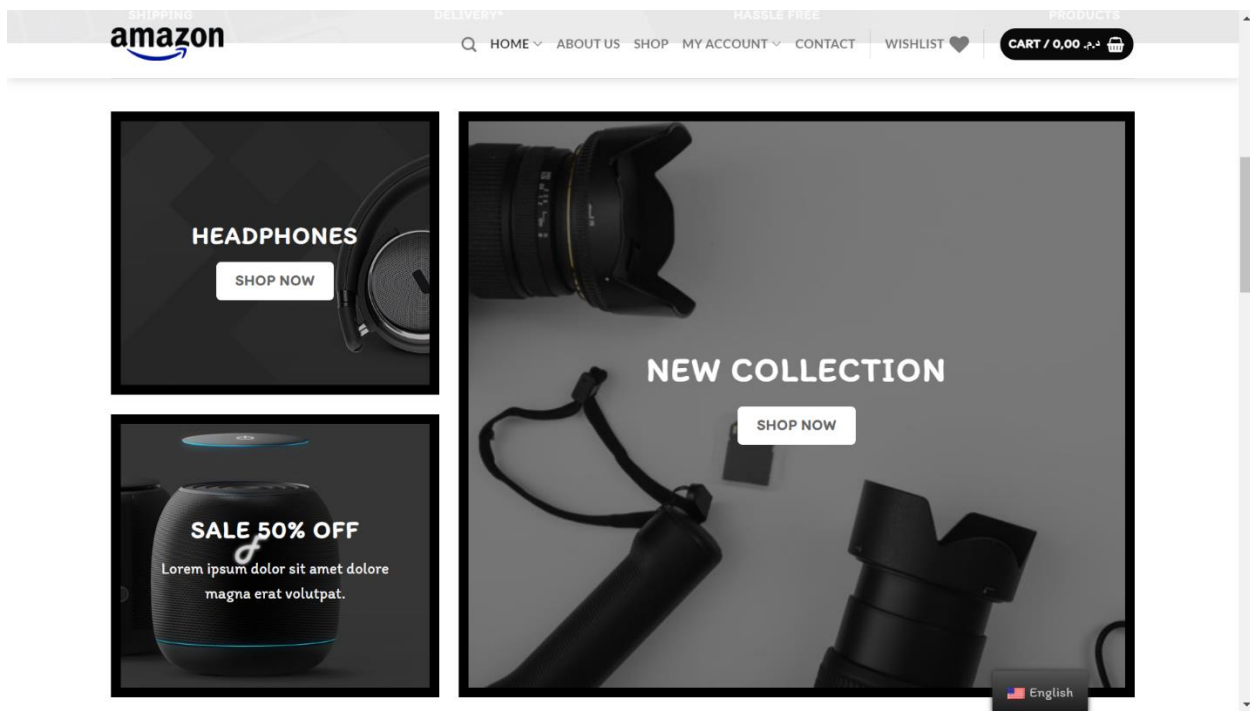 SHIPPING DELIVERY* HASSLE FREE PRODUCTS
amazon
HOME ABOUT US SHOP MY ACCOUNT CONTACT WISHLIST CART / 0,00 د.م.
HEADPHONES
SHOP NOW
NEW COLLECTION
SHOP NOW
SALE 50% OFF
Lorem ipsum dolor sit amet dolore
magna erat volutpat.
English